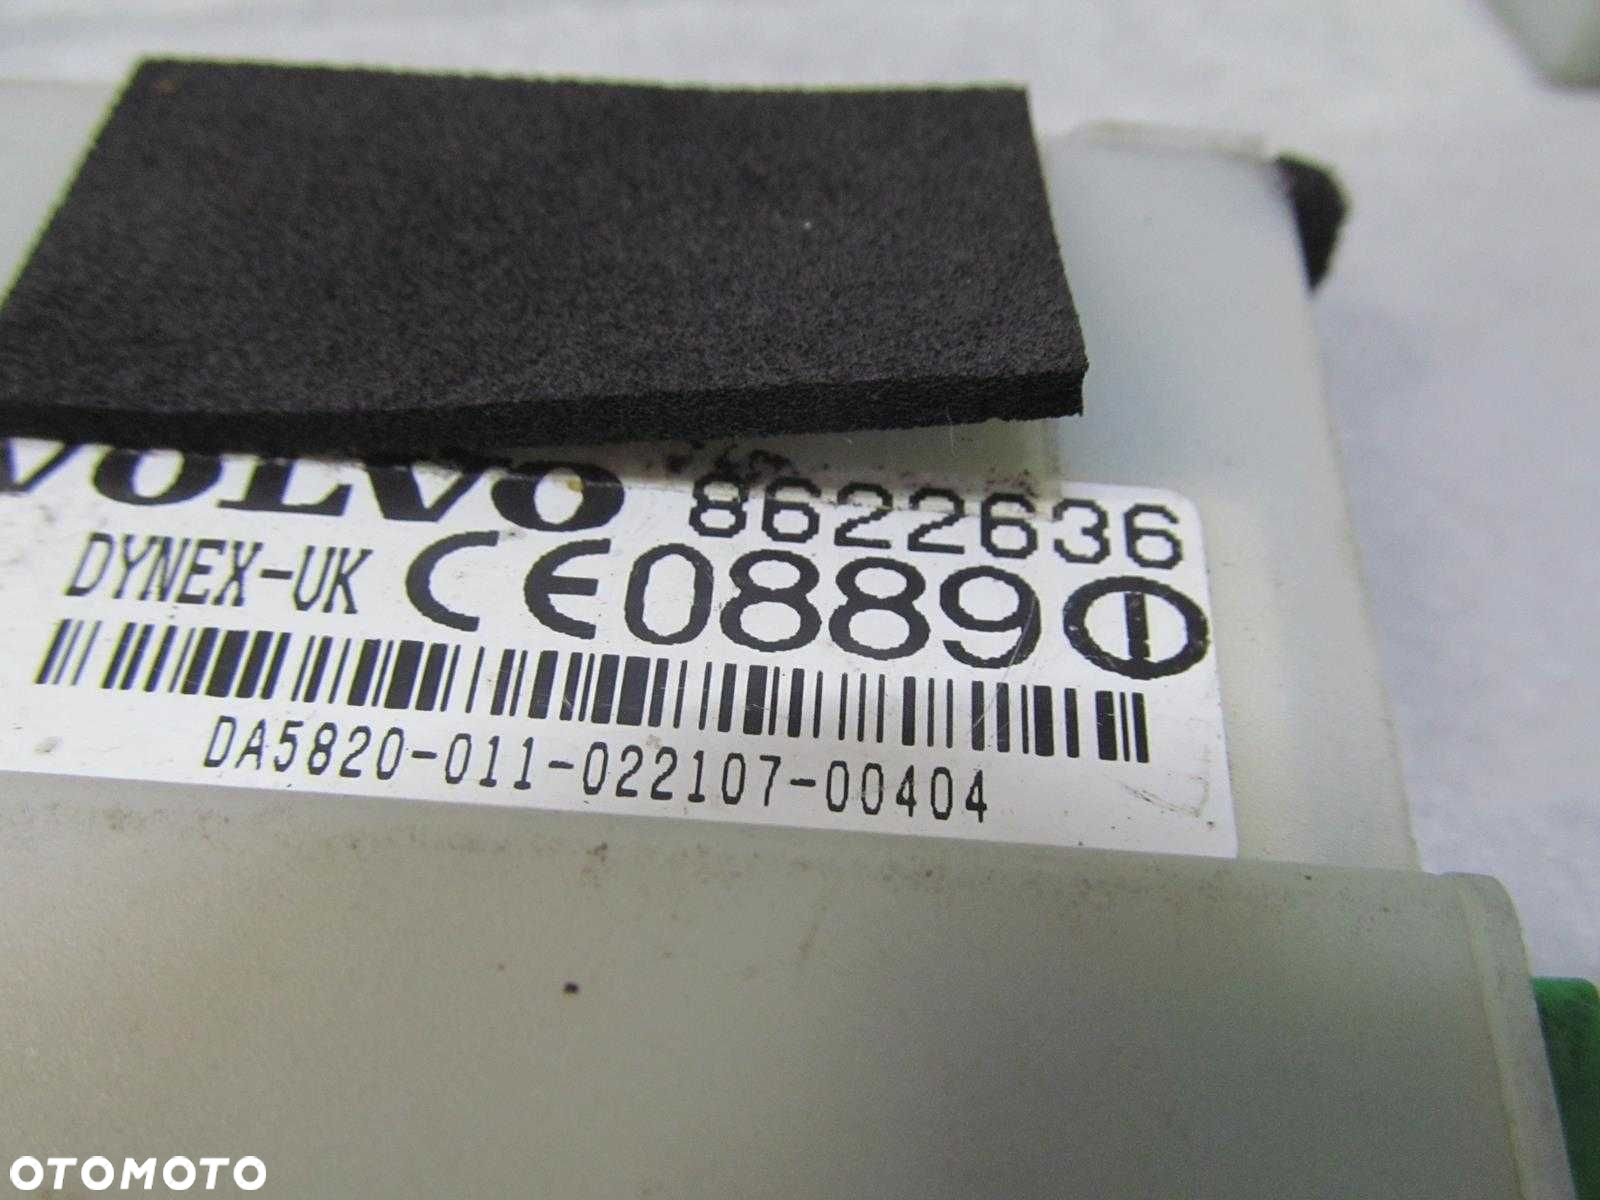 VOLVO 8622636
DYNEX-UK CE0889
DA5820-011-022107-00404
OTOMOTO